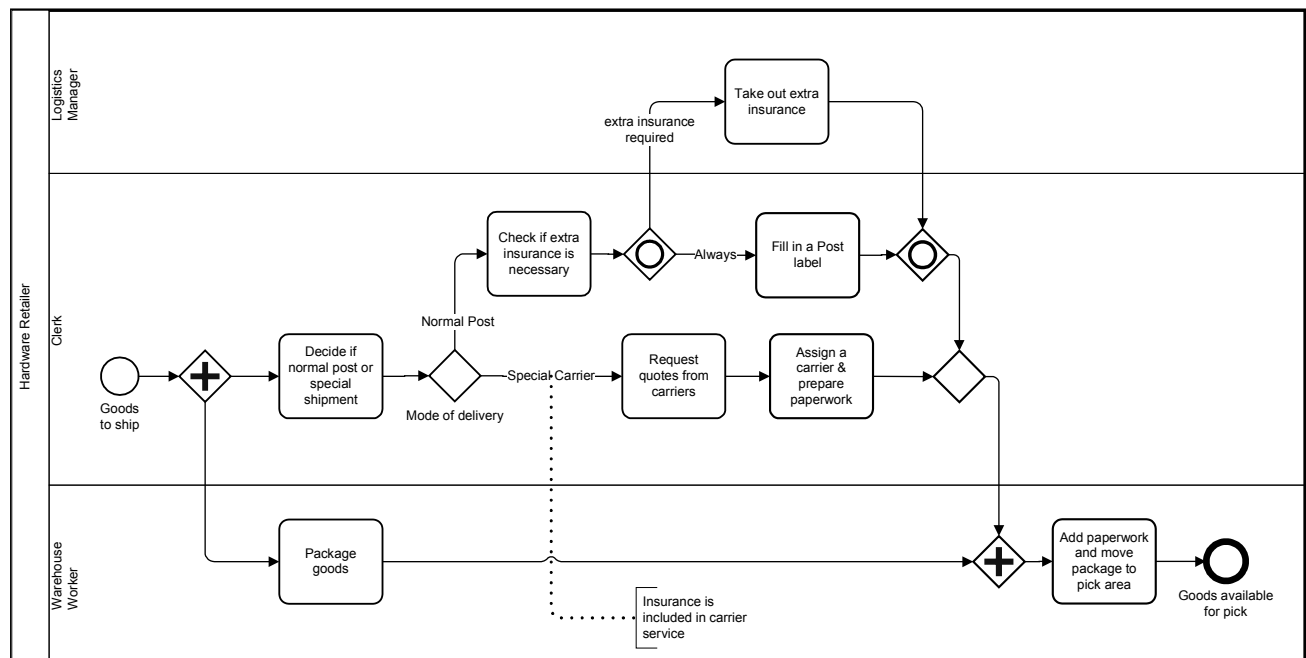 Hardware Retailer
Logistics
Manager
Take out extra
insurance
extra insurance
required
Clerk
Check if extra
insurance is
necessary
Always
Fill in a Post
label
Normal Post
Goods
to ship
Decide if
normal post or
special
shipment
Mode of delivery
Special Carrier
Request
quotes from
carriers
Assign a
carrier &
prepare
paperwork
Warehouse
Worker
Package
goods
Insurance is
included in carrier
service
Add paperwork
and move
package to
pick area
Goods available
for pick